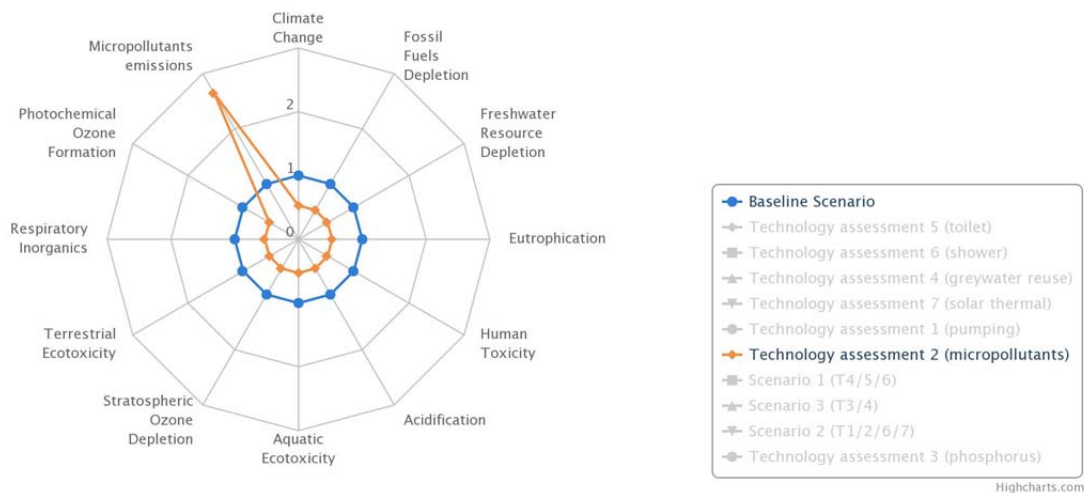 Climate
Change
Fossil
Fuels
Depletion
Freshwater
Resource
Depletion
Eutrophication
Human
Toxicity
Acidification
Aquatic
Ecotoxicity
Stratospheric
Ozone
Depletion
Terrestrial
Ecotoxicity
Respiratory
Inorganics
Photochemical
Ozone
Formation
Micropollutants
emissions
2
1
0
Baseline Scenario
Technology assessment 5 (toilet)
Technology assessment 6 (shower)
Technology assessment 4 (greywater reuse)
Technology assessment 7 (solar thermal)
Technology assessment 1 (pumping)
Technology assessment 2 (micropollutants)
Scenario 1 (T4/5/6)
Scenario 3 (T3/4)
Scenario 2 (T1/2/6/7)
Technology assessment 3 (phosphorus)
Highcharts.com